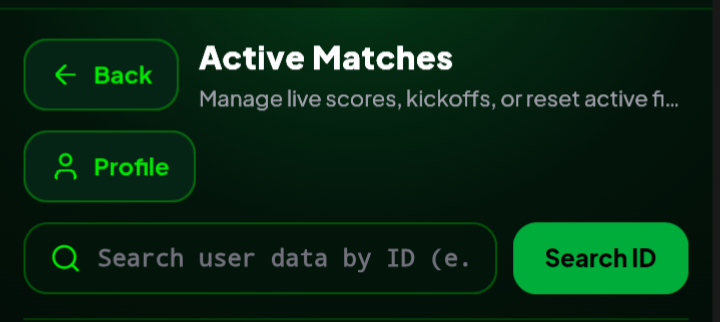 Back
Active Matches
Manage live scores, kickoffs, or reset active fi...
Profile
Search user data by ID (e.
Search ID